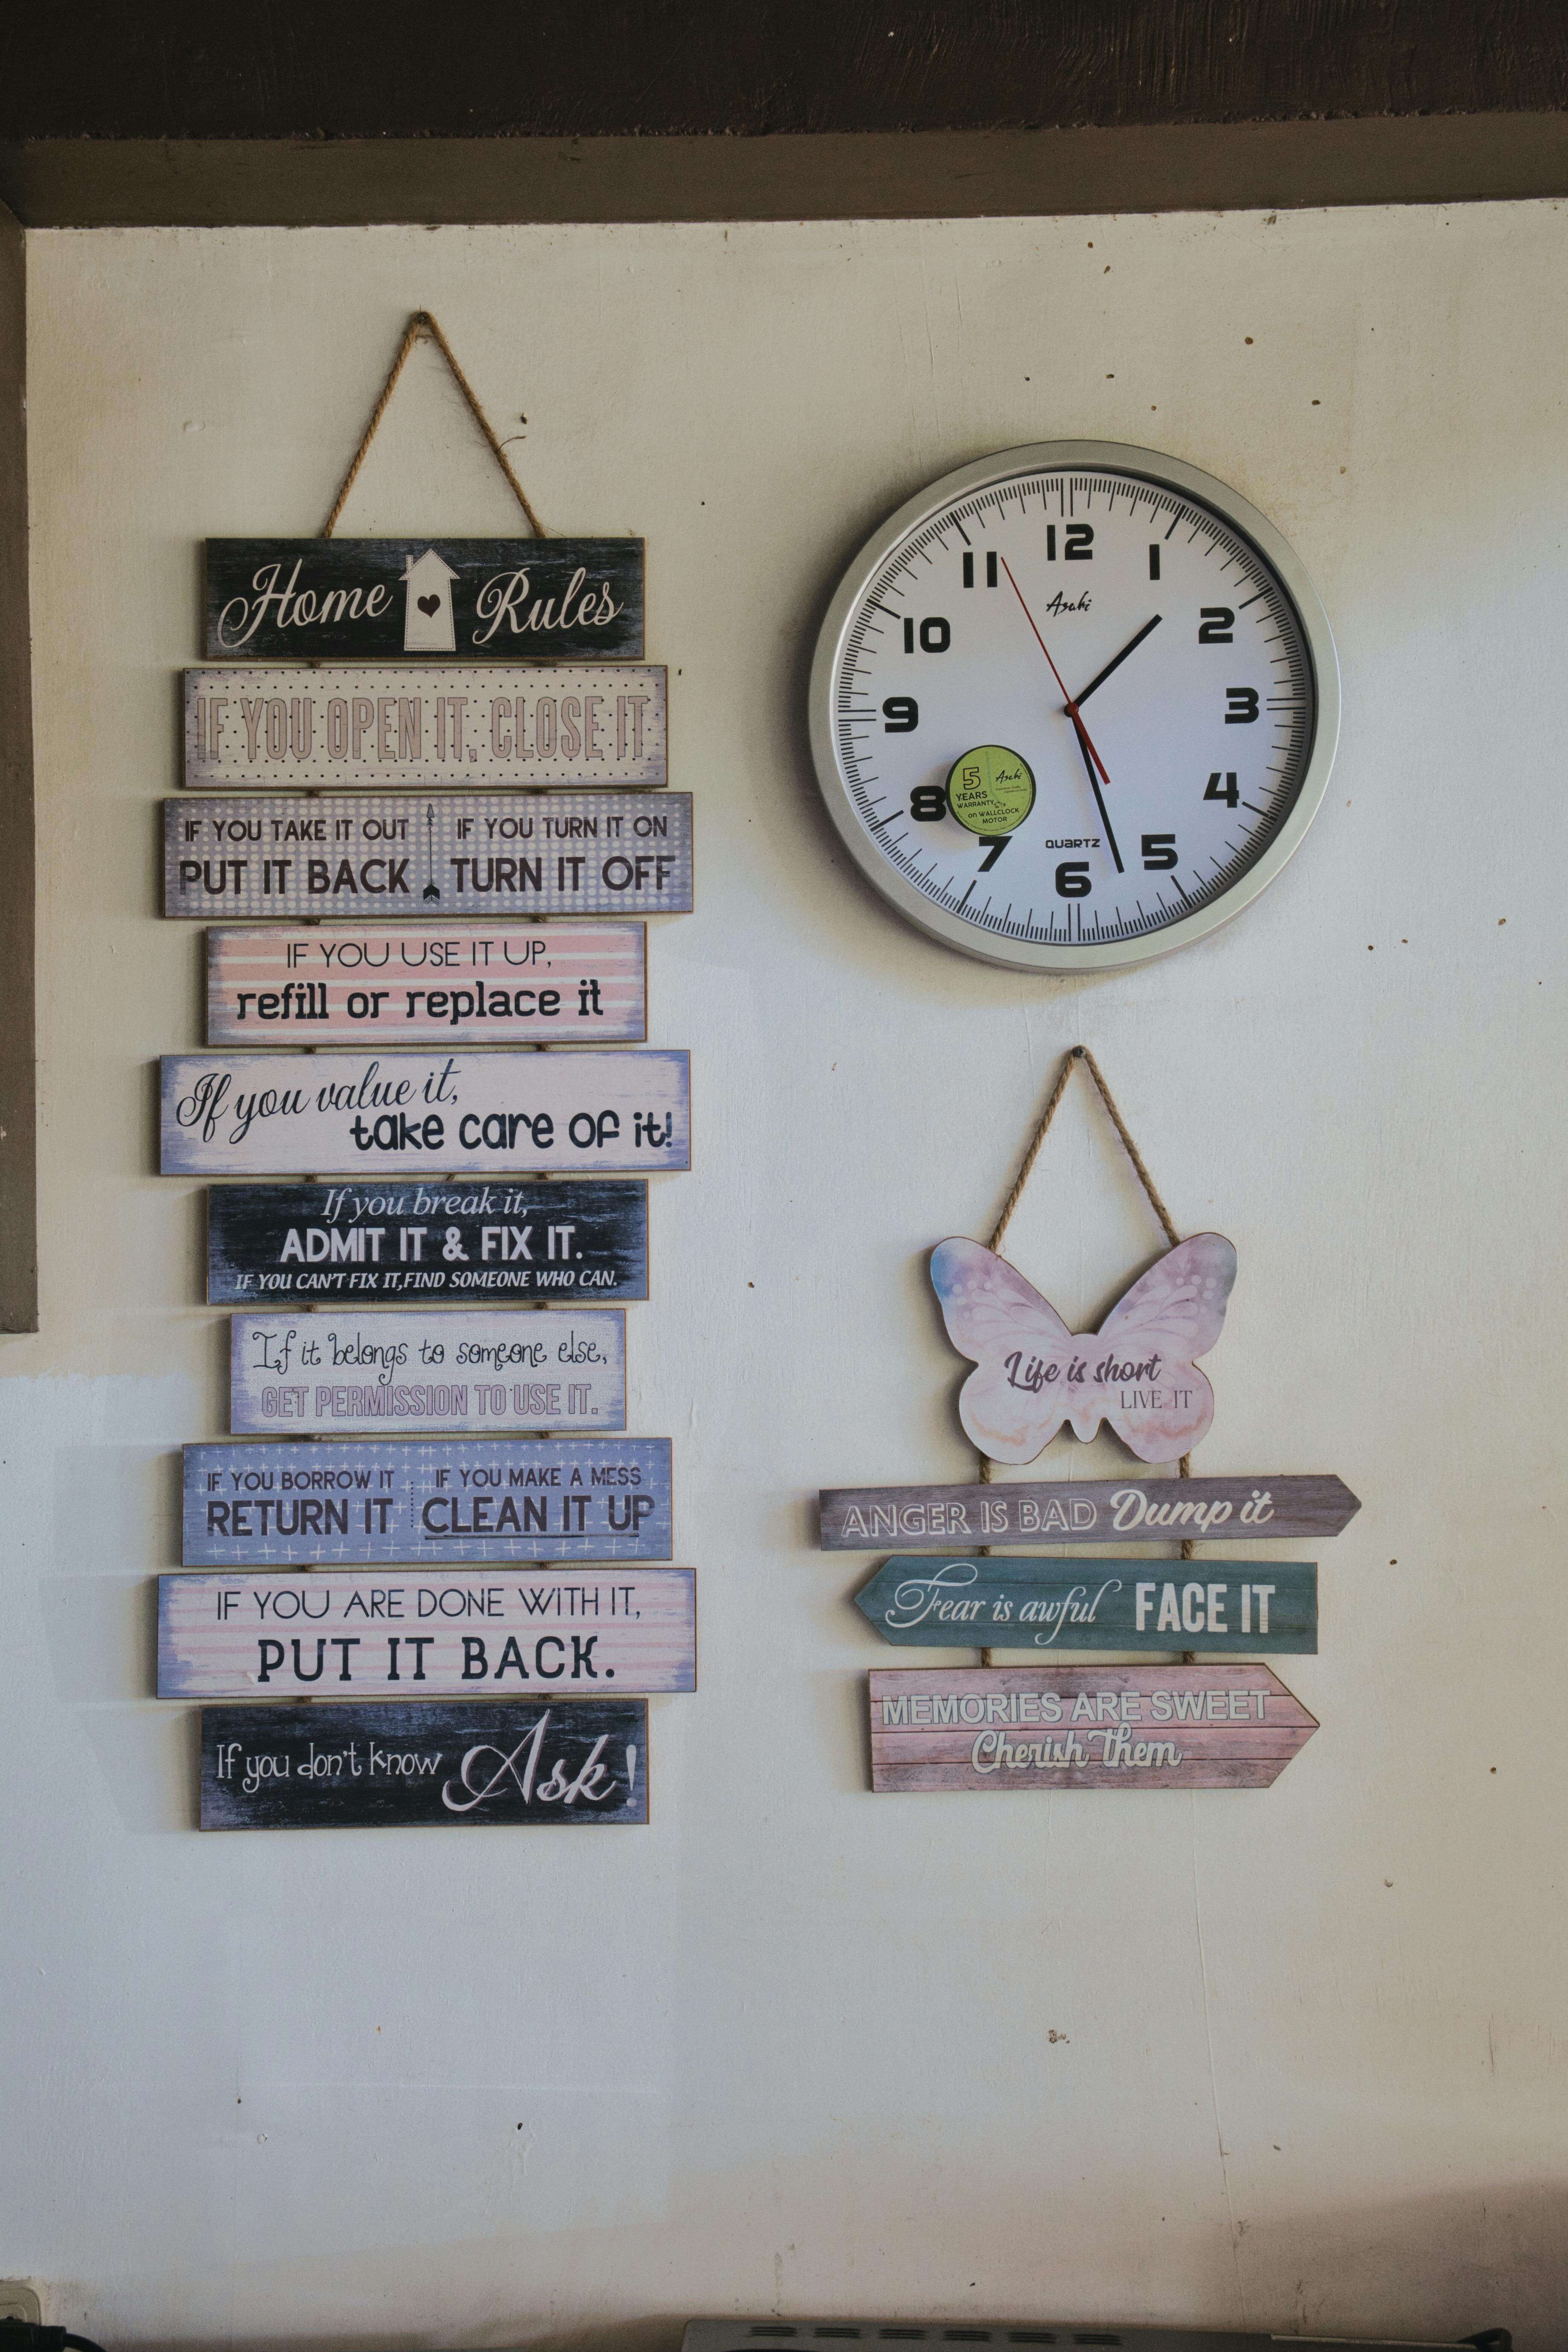 Home Rules
IF YOU OPEN IT, CLOSE IT
IF YOU TAKE IT OUT
PUT IT BACK
IF YOU TURN IT ON
TURN IT OFF
IF YOU USE IT UP,
refill or replace it
If you value it,
take care of it!
If you break it,
ADMIT IT & FIX IT.
IF YOU CAN'T FIX IT,FIND SOMEONE WHO CAN.
If it belongs to someone else,
GET PERMISSION TO USE IT.
IF YOU BORROW IT
RETURN IT
IF YOU MAKE A MESS
CLEAN IT UP
IF YOU ARE DONE WITH IT,
PUT IT BACK.
If you don't know Ask!
12
1
2
3
4
5
6
7
8
9
10
11
Asahi
5
YEARS
WARRANTY
on WALLCLOCK
MOTOR
Asahi
QUARTZ
Life is short
LIVE IT
ANGER IS BAD Dump it
Fear is awful FACE IT
MEMORIES ARE SWEET
Cherish Them